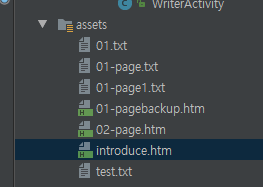 WriterActivity
assets
01.txt
01-page.txt
01-page1.txt
01-pagebackup.htm
02-page.htm
introduce.htm
test.txt